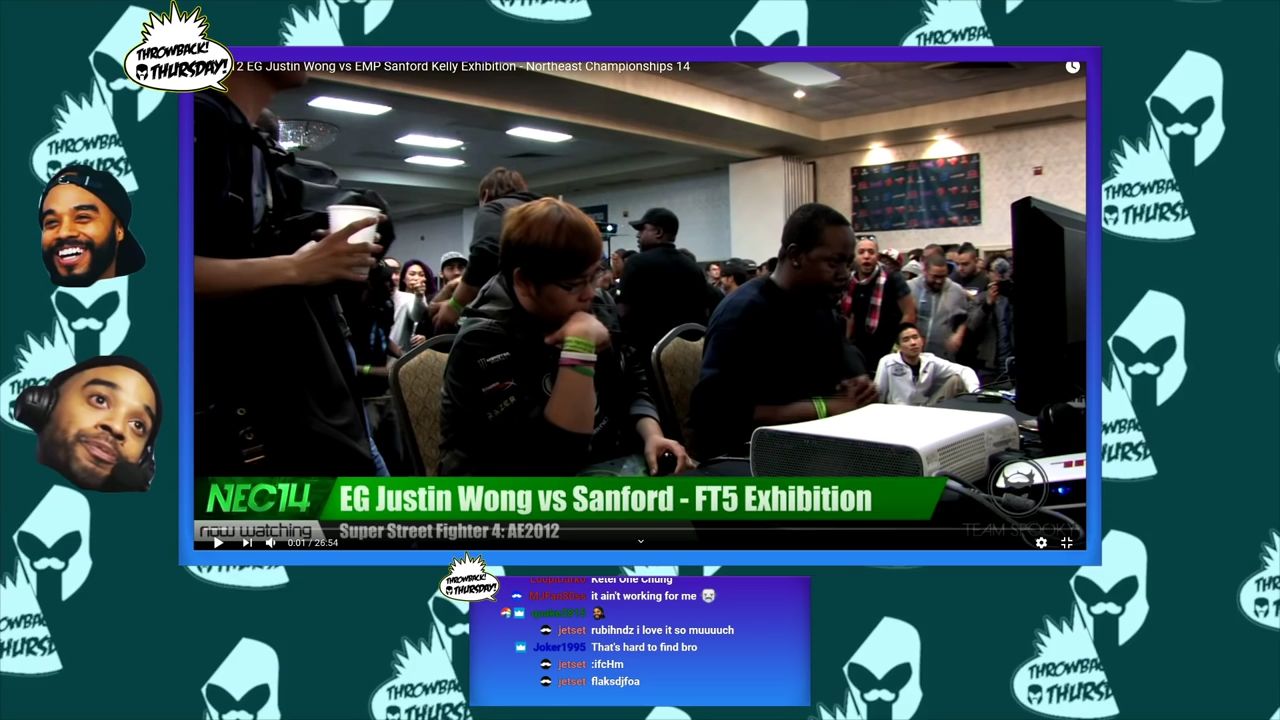 THROWBACK!
THURSDAY!
2 EG Justin Wong vs EMP Sanford Kelly Exhibition - Northeast Championships 14
NEC14
EG Justin Wong vs Sanford - FT5 Exhibition
now watching
Super Street Fighter 4: AE2012
TEAM SPOOKY
0:01 / 26:54
THROWBACK!
THURSDAY!
Ketel One Chung
it ain't working for me
jetset rubihndz i love it so muuuuch
Joker1995 That's hard to find bro
jetset :ifcHm
jetset flaksdjfoa